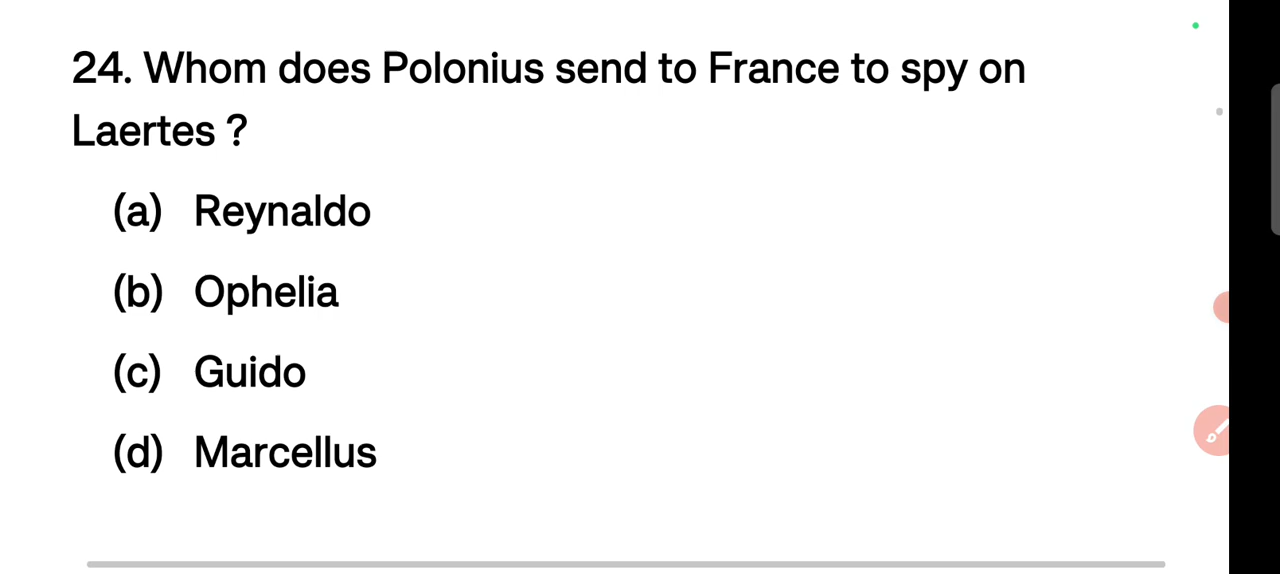 24. Whom does Polonius send to France to spy on
Laertes ?
(a) Reynaldo
(b) Ophelia
(c) Guido
(d) Marcellus